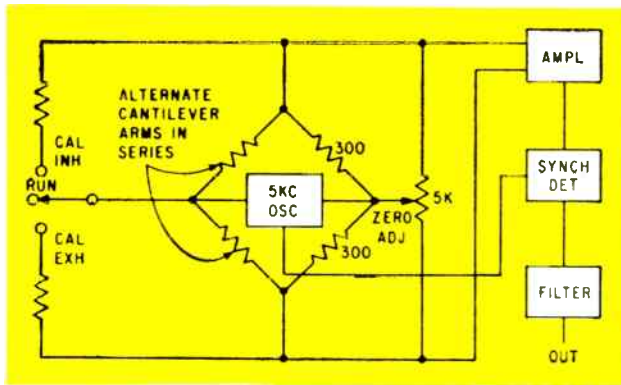 ALTERNATE
CANTILEVER
ARMS IN
SERIES
CAL
INH
RUN
CAL
EXH
300
5KC
OSC
300
ZERO
ADJ
5K
AMPL
SYNCH
DET
FILTER
OUT